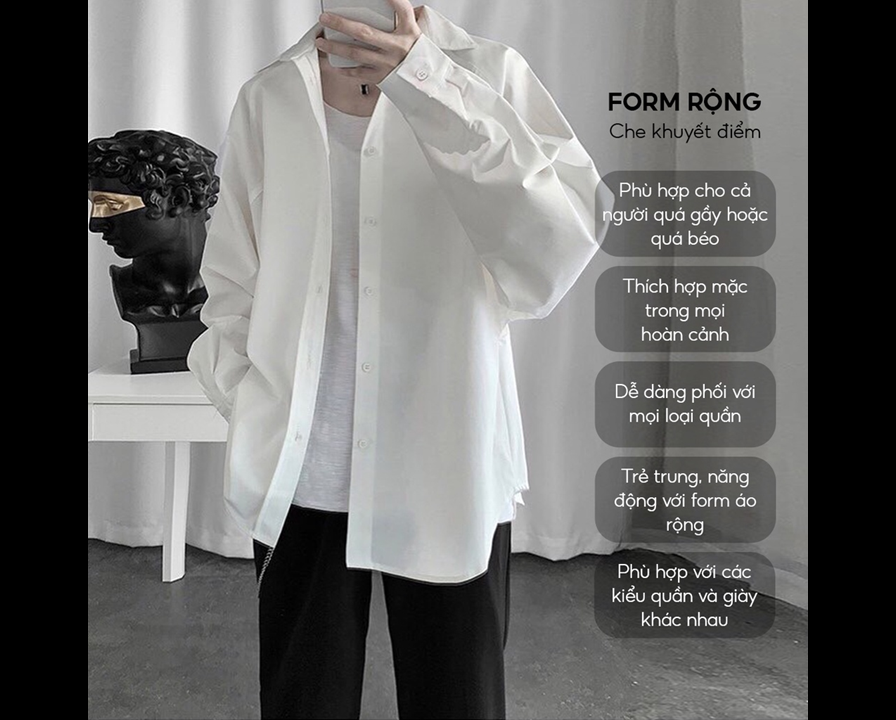 FORM RỘNG
Che khuyết điểm
Phù hợp cho cả
người quá gầy hoặc
quá béo
Thích hợp mặc
trong mọi
hoàn cảnh
Dễ dàng phối với
mọi loại quần
Trẻ trung, năng
động với form áo
rộng
Phù hợp với các
kiểu quần và giày
khác nhau